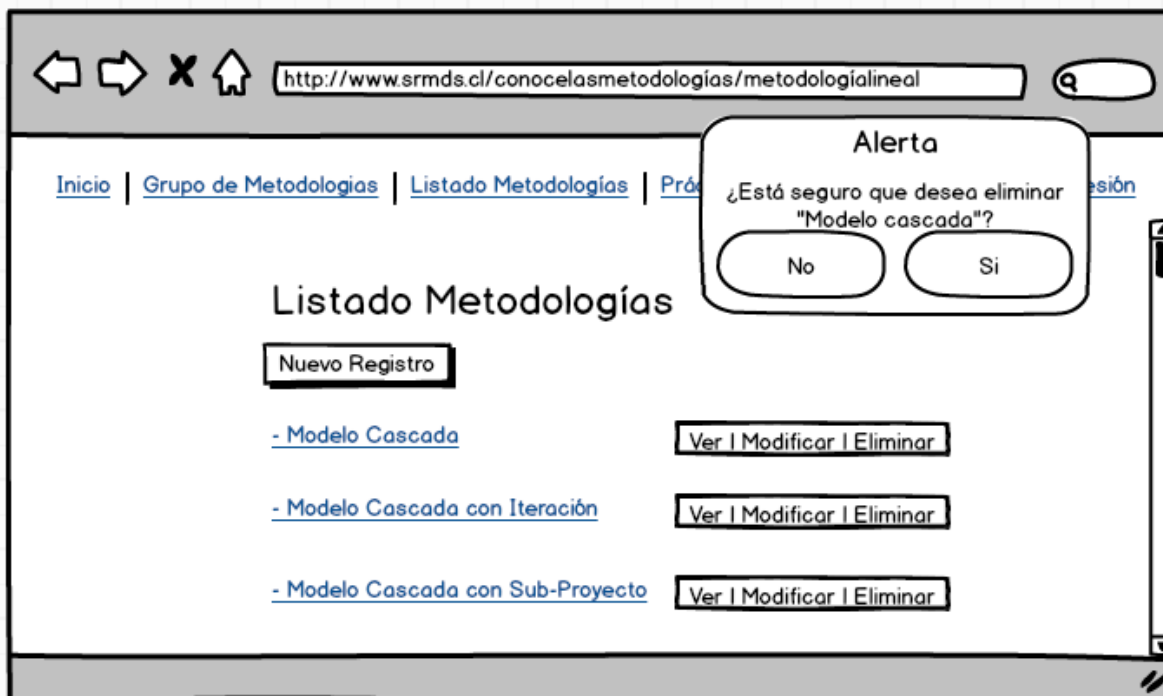 http://www.srmds.cl/conocelasmetodologías/metodologíalineal
Alerta
¿Está seguro que desea eliminar
"Modelo cascada"?
No Si
Inicio | Grupo de Metodologias | Listado Metodologías |
Listado Metodologías
Nuevo Registro
- Modelo Cascada Ver | Modificar | Eliminar
- Modelo Cascada con Iteración Ver | Modificar | Eliminar
- Modelo Cascada con Sub-Proyecto Ver | Modificar | Eliminar